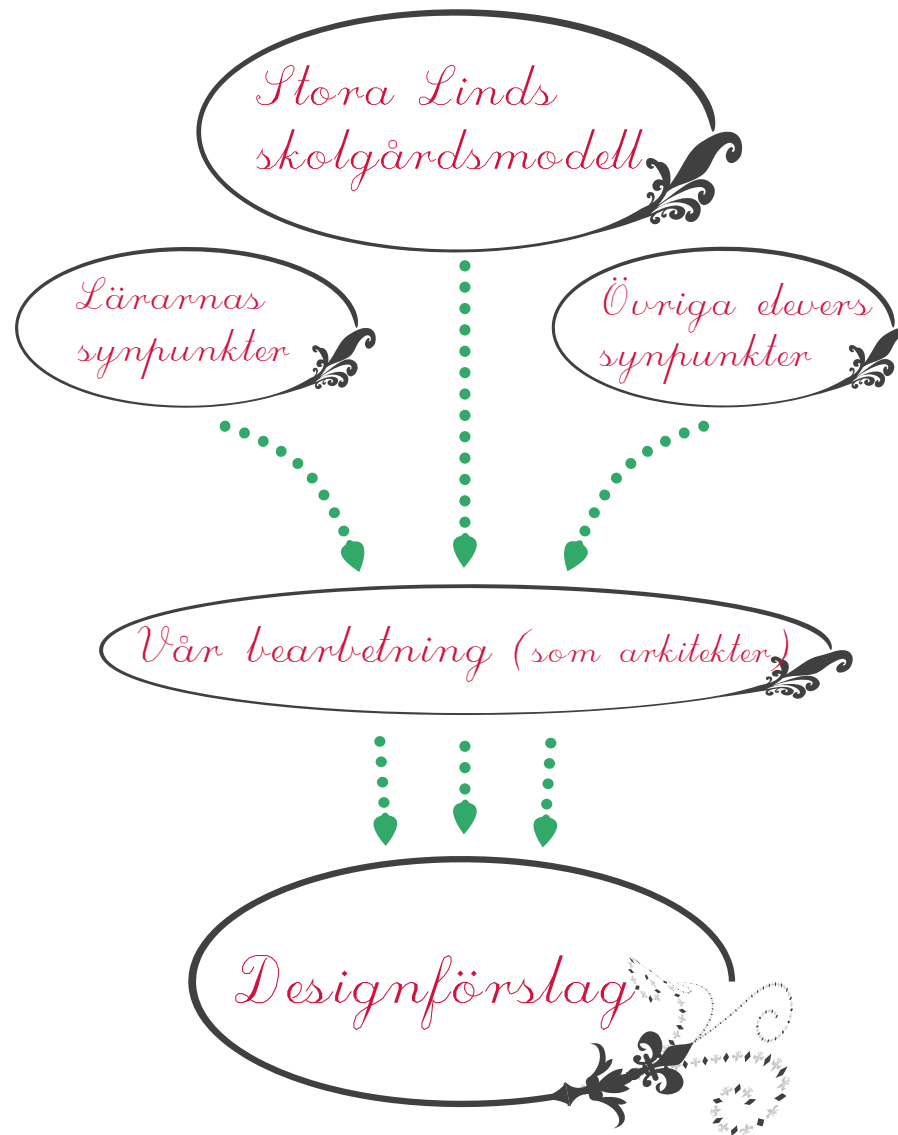 Stora Linds
skolgårdsmodell
Lärarnas
synpunkter
Övriga elevers
synpunkter
Vår bearbetning (som arkitekter)
Designförslag